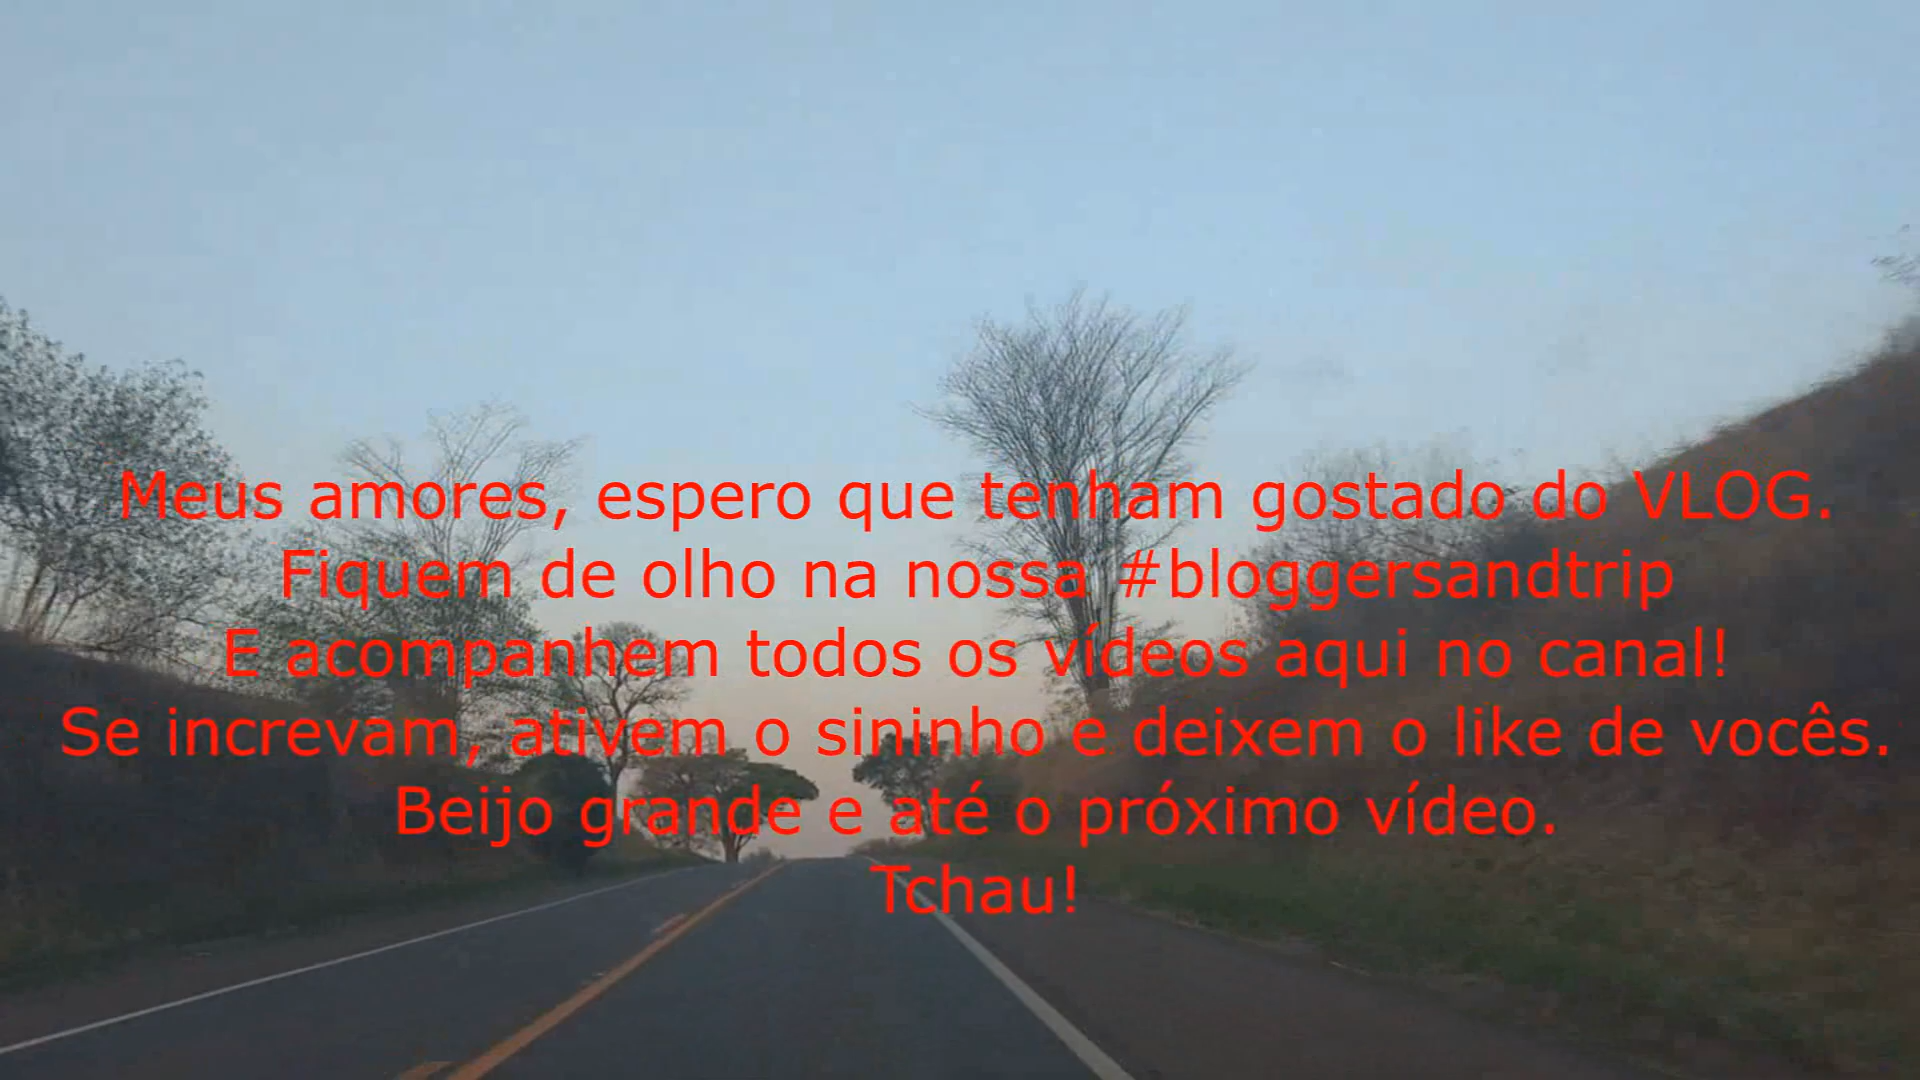 Meus amores, espero que tenham gostado do VLOG.
Fiquem de olho na nossa #bloggersandtrip
E acompanhem todos os vídeos aqui no canal!
Se increvam, ativem o sininho e deixem o like de vocês.
Beijo grande e até o próximo vídeo.
Tchau!